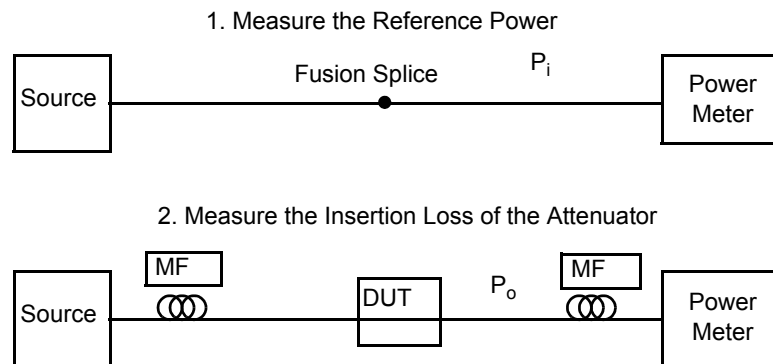 1. Measure the Reference Power
Source
Fusion Splice
Pi
Power
Meter
2. Measure the Insertion Loss of the Attenuator
Source
MF
DUT
Po
MF
Power
Meter